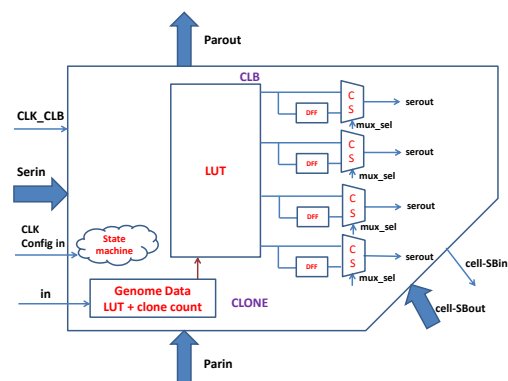 Parout
CLB
CLK_CLB
C
S
DFF
serout
mux_sel
C
S
DFF
serout
mux_sel
Serin
LUT
C
S
DFF
serout
mux_sel
CLK
Config in
State
machine
C
S
DFF
serout
mux_sel
cell-SBin
in
Genome Data
LUT + clone count
CLONE
cell-SBout
Parin